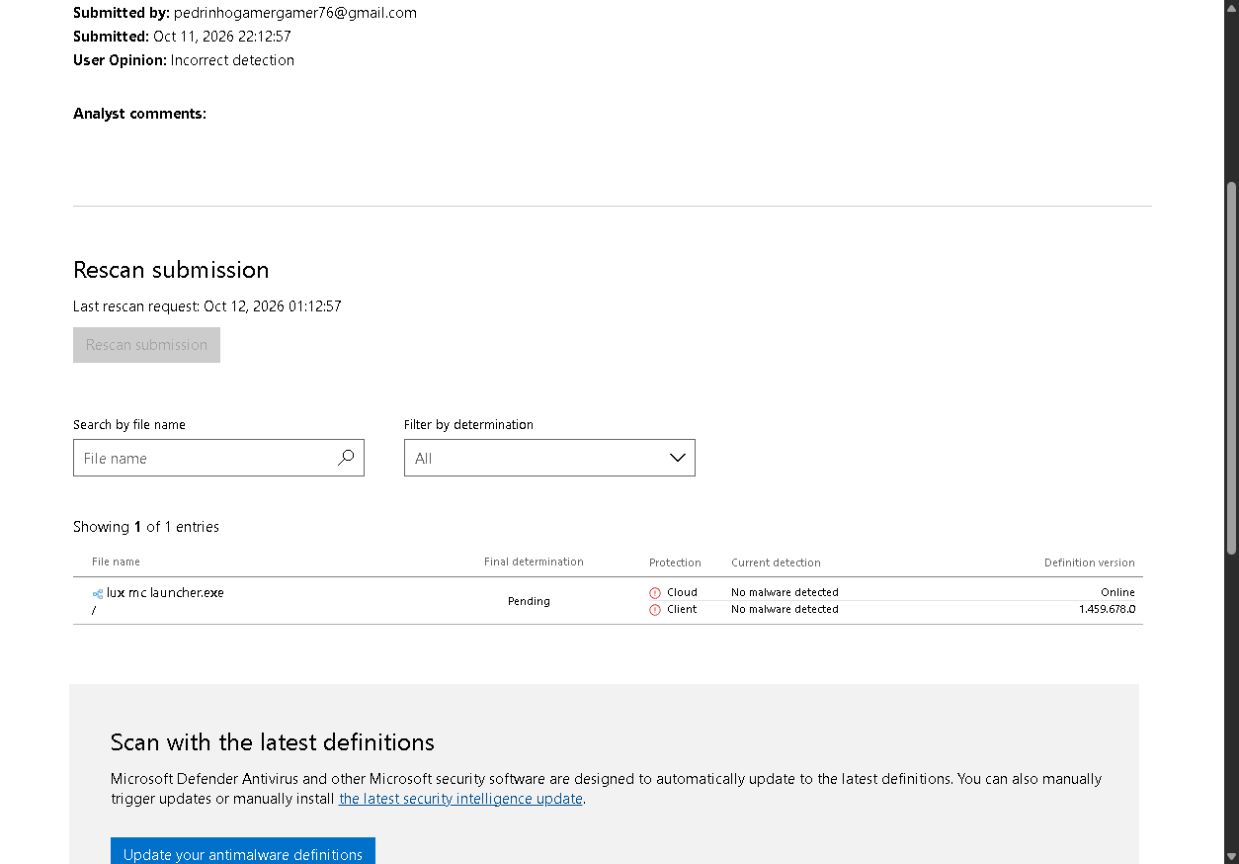 Submitted by: pedrinhogamergamer76@gmail.com
Submitted: Oct 11, 2026 22:12:57
User Opinion: Incorrect detection
Analyst comments:
Rescan submission
Last rescan request: Oct 12, 2026 01:12:57
Rescan submission
Search by file name
Filter by determination
File name
All
Showing 1 of 1 entries
File name Final determination Protection Current detection Definition version
lux mc launcher.exe
/
Pending
Cloud No malware detected Online
Client No malware detected 1.459.678.0
Scan with the latest definitions
Microsoft Defender Antivirus and other Microsoft security software are designed to automatically update to the latest definitions. You can also manually
trigger updates or manually install the latest security intelligence update.
Update your antimalware definitions